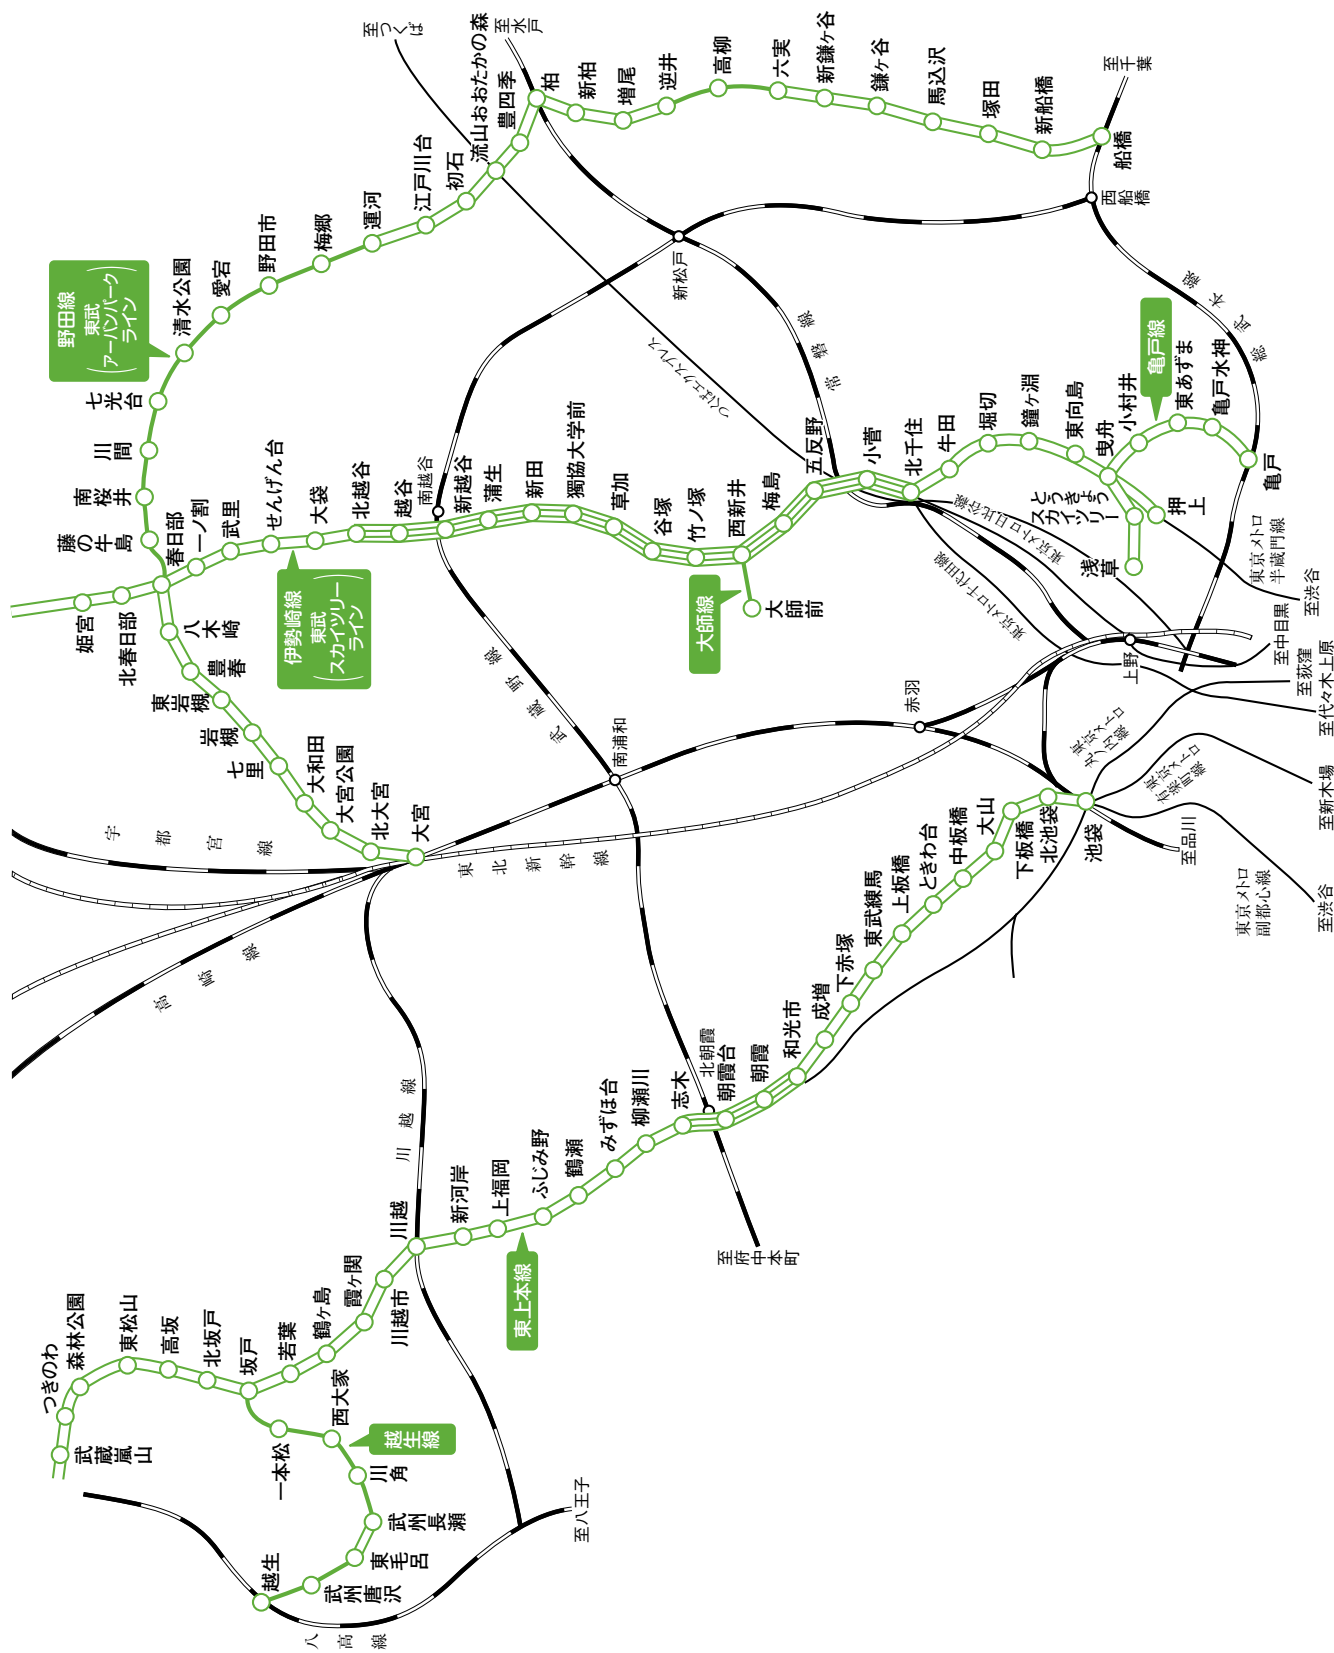 つきのわ
森林公園
東松山
高坂
北坂戸
坂戸
若葉
鶴ヶ島
霞ヶ関
川越市
川越
新河岸
上福岡
ふじみ野
鶴瀬
みずほ台
柳瀬川
志木
北朝霞
朝霞台
朝霞
和光市
成増
下赤塚
東武練馬
上板橋
ときわ台
中板橋
大山
下板橋
北池袋
池袋
武蔵嵐山
一本松
西大家
川角
武州長瀬
東毛呂
武州唐沢
越生
越生線
東上本線
八高線
至八王子
至府中本町
川越線
高崎線
宇都宮線
東北新幹線
武蔵野線
大宮
北大宮
大宮公園
大和田
七里
岩槻
東岩槻
豊春
八木崎
春日部
北春日部
姫宮
藤の牛島
南桜井
川間
七光台
清水公園
愛宕
野田市
梅郷
運河
江戸川台
初石
流山おおたかの森
豊四季
柏
新柏
増尾
逆井
高柳
六実
新鎌ヶ谷
鎌ヶ谷
馬込沢
塚田
新船橋
船橋
野田線
東武
アーバンパーク
ライン
一ノ割
武里
せんげん台
大袋
北越谷
越谷
南越谷
新越谷
蒲生
新田
獨協大学前
草加
谷塚
竹ノ塚
西新井
梅島
五反野
小菅
北千住
牛田
堀切
鐘ヶ淵
東向島
曳舟
とうきょう
スカイツリー
押上
浅草
小村井
東あずま
亀戸水神
亀戸
亀戸線
大師前
大師線
伊勢崎線
東武
スカイツリー
ライン
至つくば
至水戸
至千葉
西船橋
新松戸
総武本線
常磐線
つくばエクスプレス
南浦和
赤羽
上野
東京メトロ日比谷線
東京メトロ千代田線
東京メトロ
半蔵門線
至渋谷
至中目黒
至荻窪
至代々木上原
東京メトロ
丸ノ内線
東京メトロ
有楽町線
至新木場
至品川
東京メトロ
副都心線
至渋谷